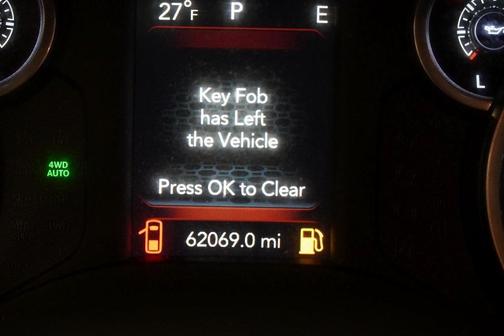 27°F P E
L
Key Fob
has Left
the Vehicle
4WD
AUTO
Press OK to Clear
62069.0 mi